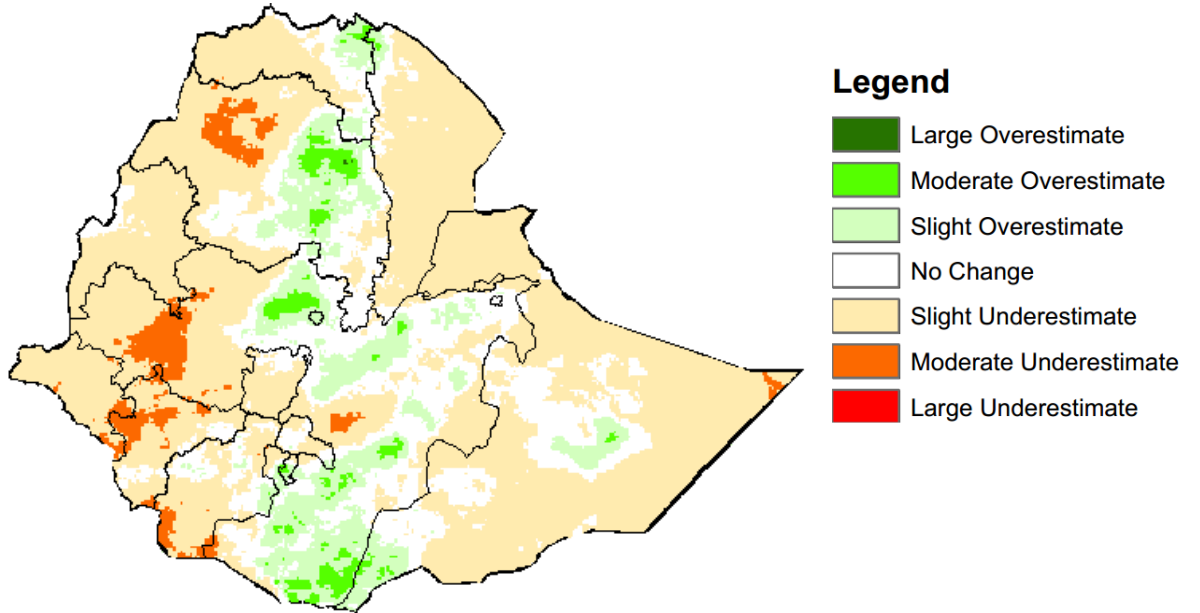 Legend
Large Overestimate
Moderate Overestimate
Slight Overestimate
No Change
Slight Underestimate
Moderate Underestimate
Large Underestimate